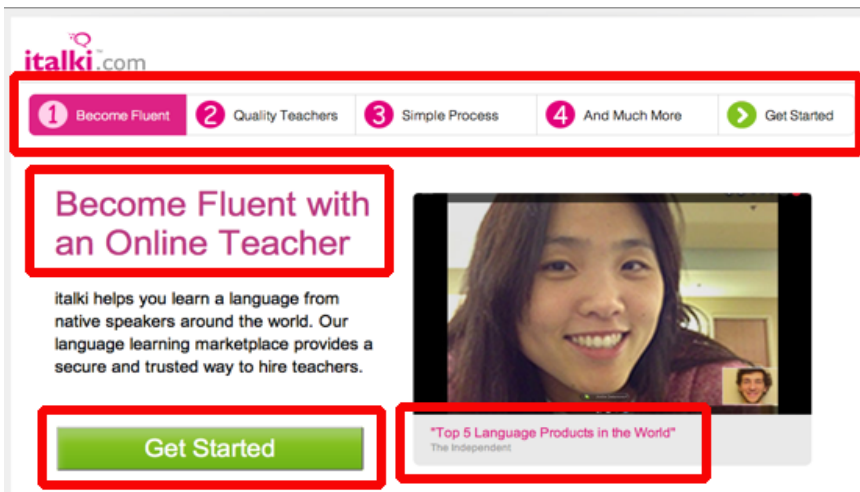 italki™.com
1 Become Fluent 2 Quality Teachers 3 Simple Process 4 And Much More Get Started
Become Fluent with
an Online Teacher
italki helps you learn a language from
native speakers around the world. Our
language learning marketplace provides a
secure and trusted way to hire teachers.
Get Started
"Top 5 Language Products in the World"
The Independent